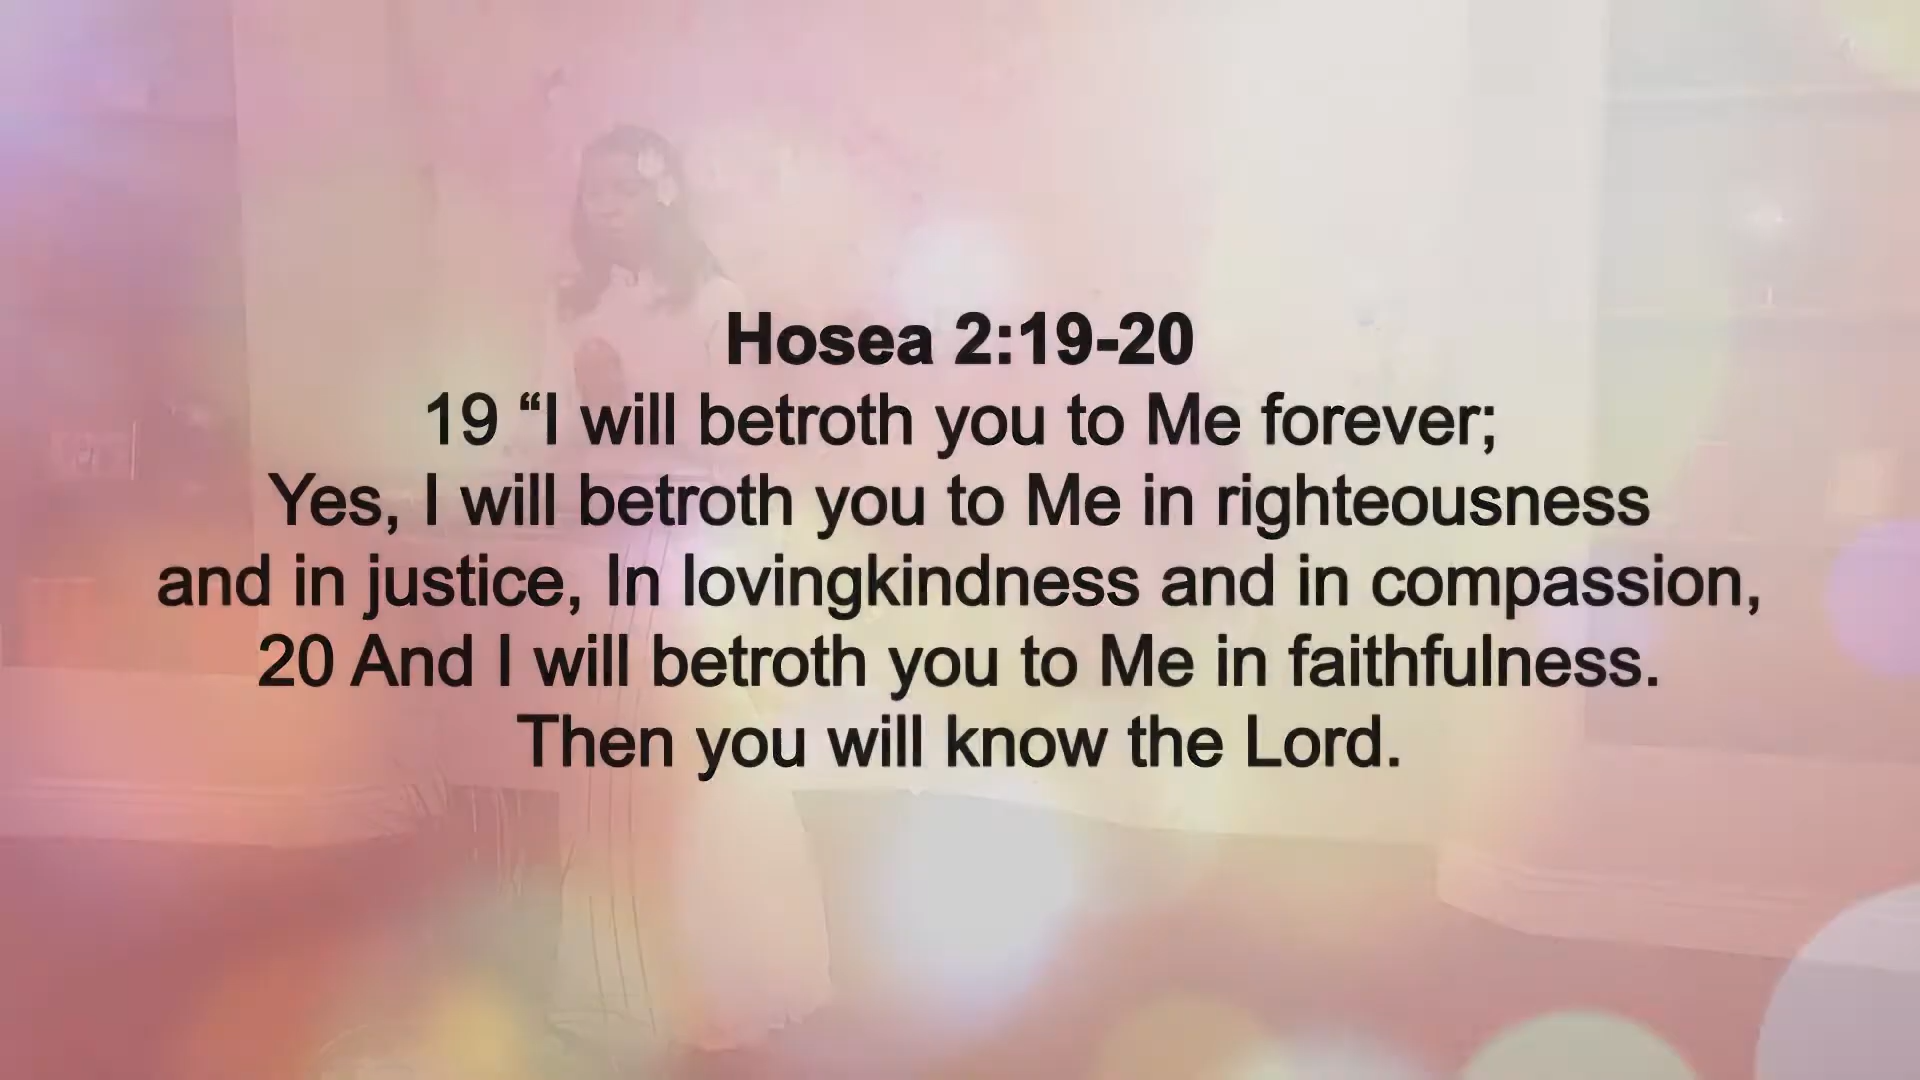 Hosea 2:19-20
19 “I will betroth you to Me forever;
Yes, I will betroth you to Me in righteousness
and in justice, In lovingkindness and in compassion,
20 And I will betroth you to Me in faithfulness.
Then you will know the Lord.